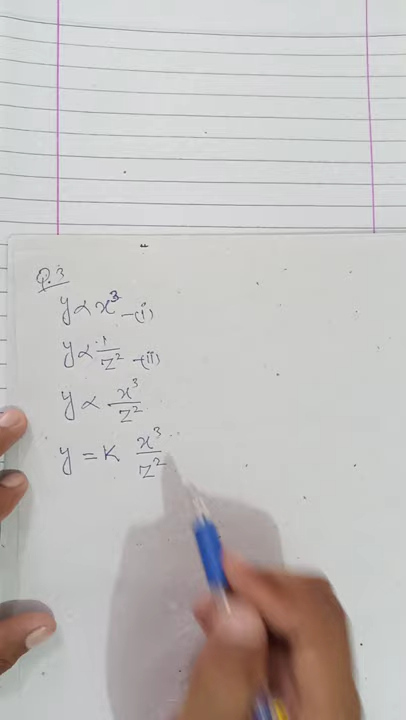 Q.3
y ∝ x³ -(i)
y ∝ 1/z² -(ii)
y ∝ x³/z²
y = K x³/z²